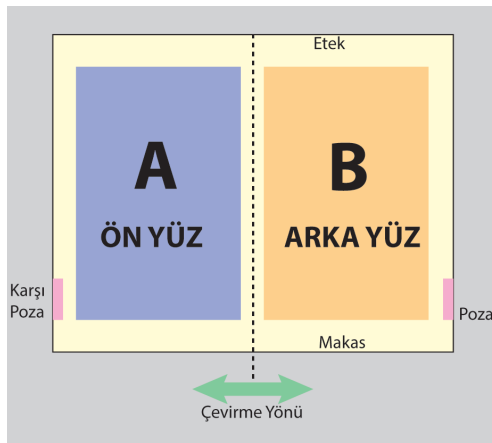 Etek
A
ÖN YÜZ
B
ARKA YÜZ
Karşı
Poza
Poza
Makas
Çevirme Yönü